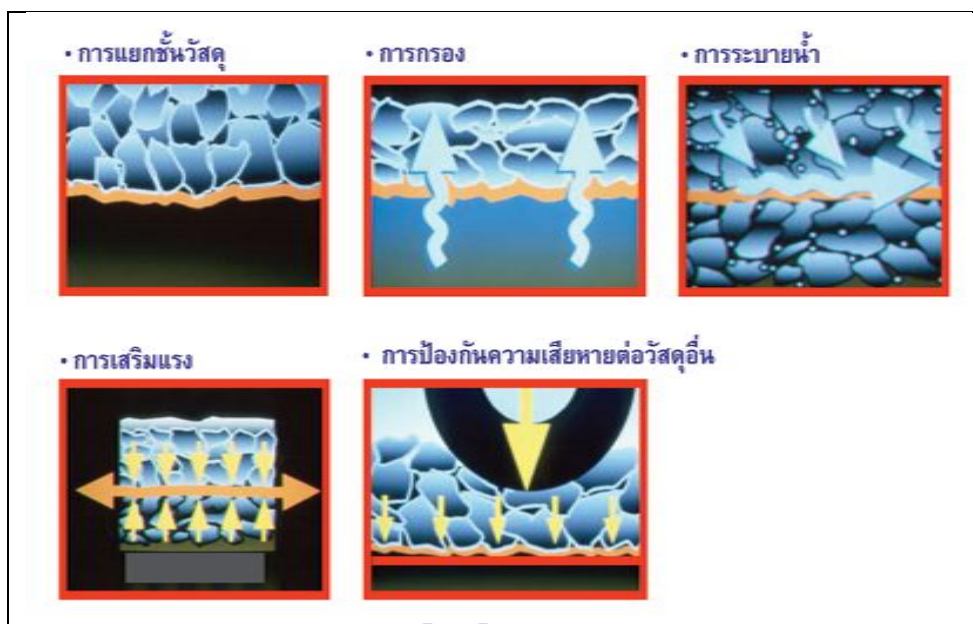 • การแยกชั้นวัสดุ
• การกรอง
• การระบายน้ำ
• การเสริมแรง
• การป้องกันความเสียหายต่อวัสดุอื่น